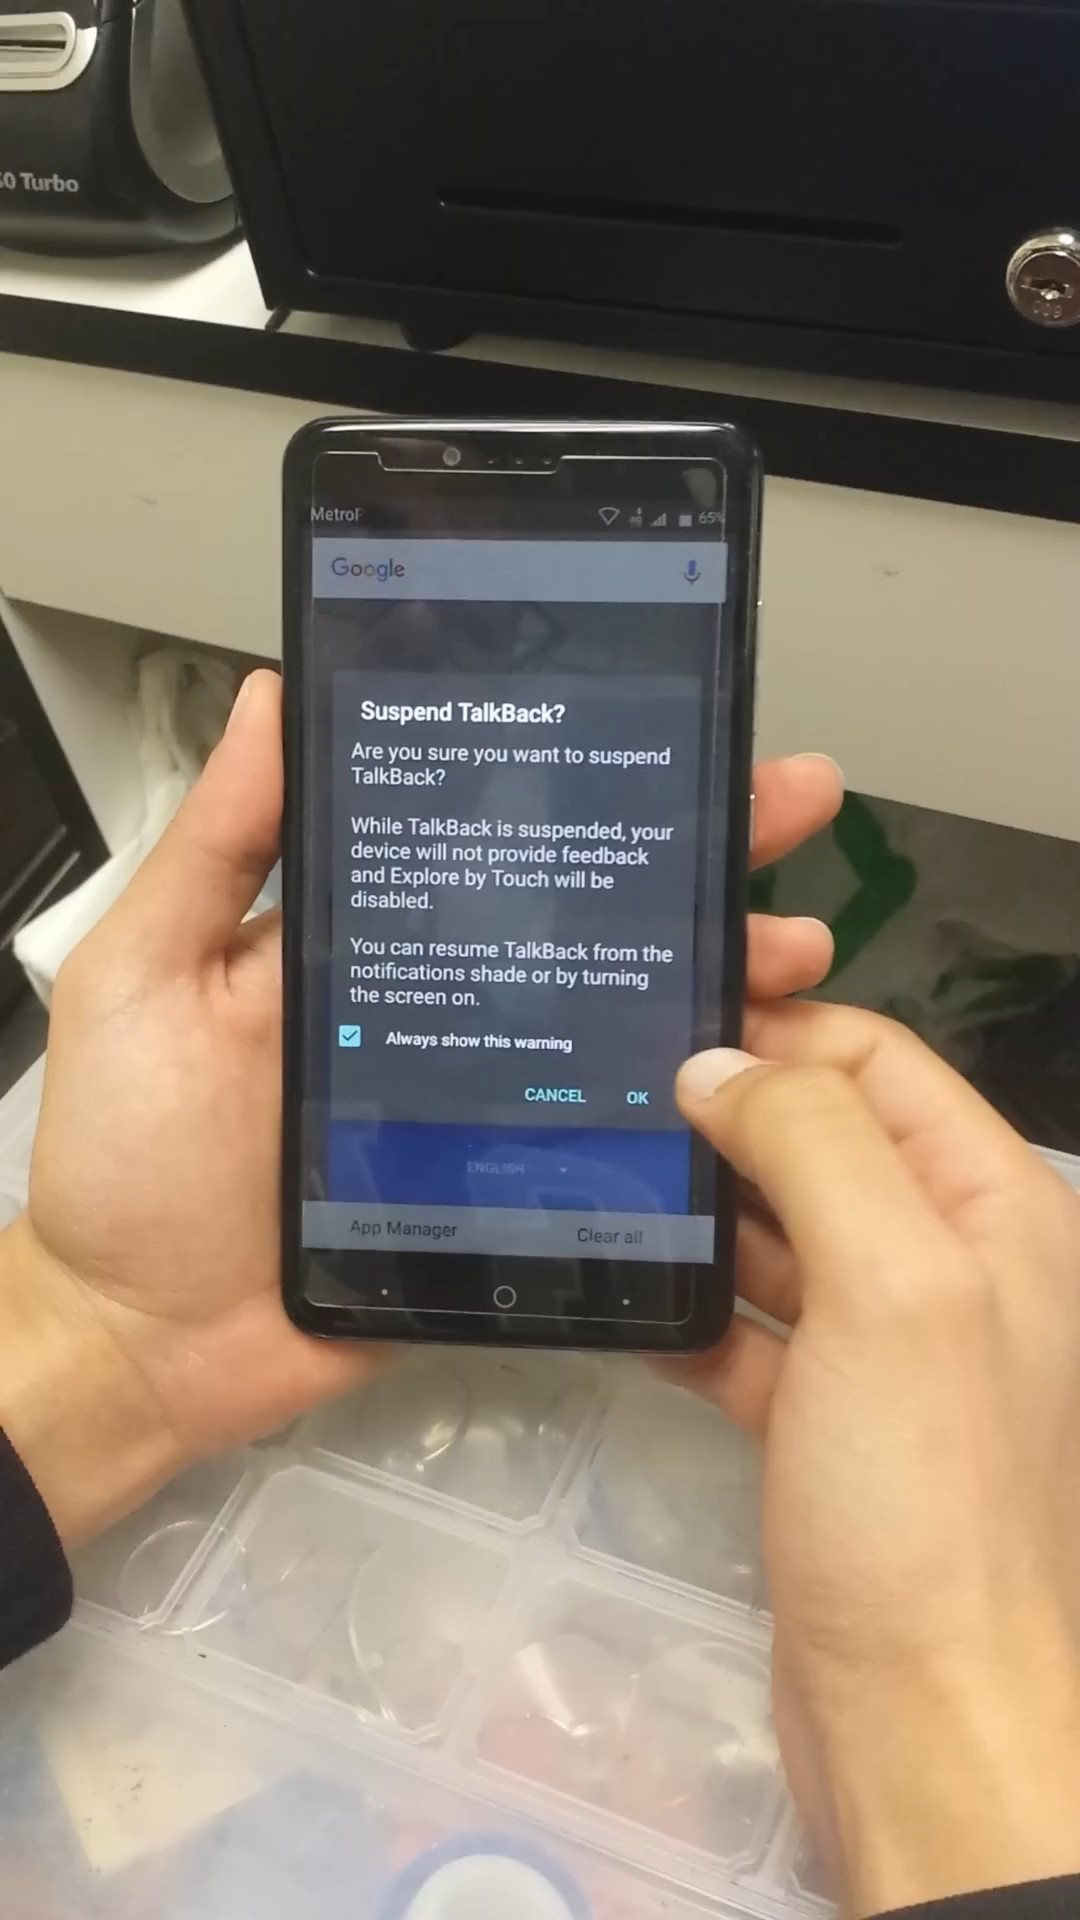 0 Turbo
MetroP
65%
Google
Suspend TalkBack?
Are you sure you want to suspend
TalkBack?
While TalkBack is suspended, your
device will not provide feedback
and Explore by Touch will be
disabled.
You can resume TalkBack from the
notifications shade or by turning
the screen on.
Always show this warning
CANCEL
OK
ENGLISH
App Manager
Clear all